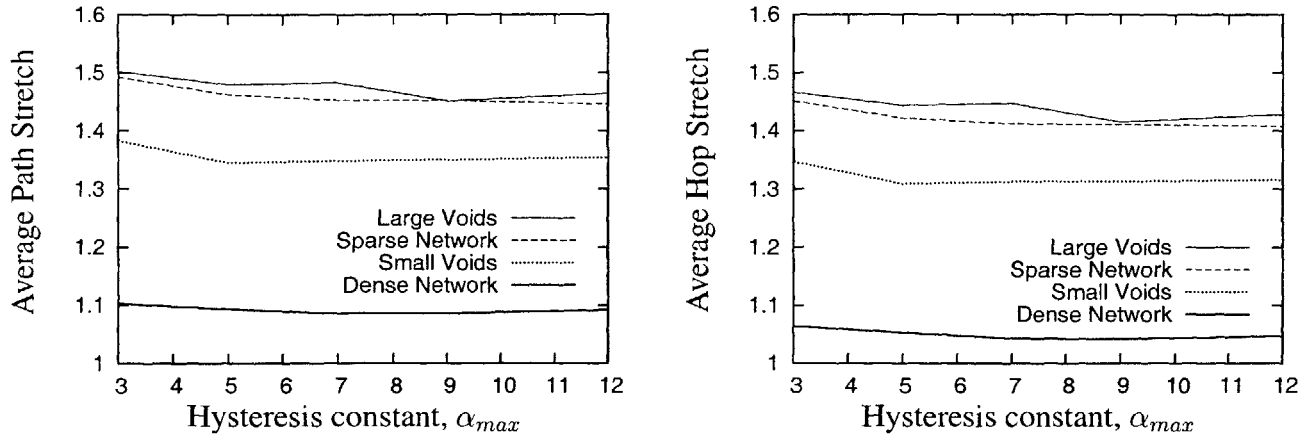 1.6
1.5
1.4
1.3
1.2
1.1
1
Average Path Stretch
Large Voids
Sparse Network
Small Voids
Dense Network
3 4 5 6 7 8 9 10 11 12
Hysteresis constant, α_max
1.6
1.5
1.4
1.3
1.2
1.1
1
Average Hop Stretch
Large Voids
Sparse Network
Small Voids
Dense Network
3 4 5 6 7 8 9 10 11 12
Hysteresis constant, α_max